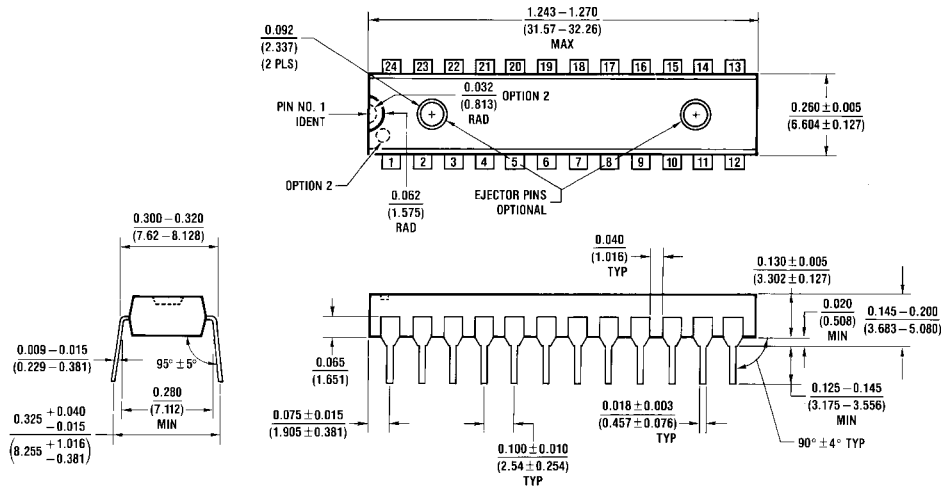 1.243–1.270
(31.57–32.26)
MAX
0.092
(2.337)
(2 PLS)
24 23 22 21 20 19 18 17 16 15 14 13
0.032
(0.813)
RAD
OPTION 2
PIN NO. 1
IDENT
0.260 ± 0.005
(6.604 ± 0.127)
1 2 3 4 5 6 7 8 9 10 11 12
OPTION 2
0.062
(1.575)
RAD
EJECTOR PINS
OPTIONAL
0.300 – 0.320
(7.62 – 8.128)
0.040
(1.016)
TYP
0.130 ± 0.005
(3.302 ± 0.127)
0.020
(0.508)
MIN
0.145 – 0.200
(3.683 – 5.080)
0.009 – 0.015
(0.229 – 0.381)
95° ± 5°
0.280
(7.112)
MIN
0.065
(1.651)
0.125 – 0.145
(3.175 – 3.556)
MIN
0.325 + 0.040
– 0.015
(8.255 + 1.016
– 0.381)
0.075 ± 0.015
(1.905 ± 0.381)
0.018 ± 0.003
(0.457 ± 0.076)
TYP
90° ± 4° TYP
0.100 ± 0.010
(2.54 ± 0.254)
TYP